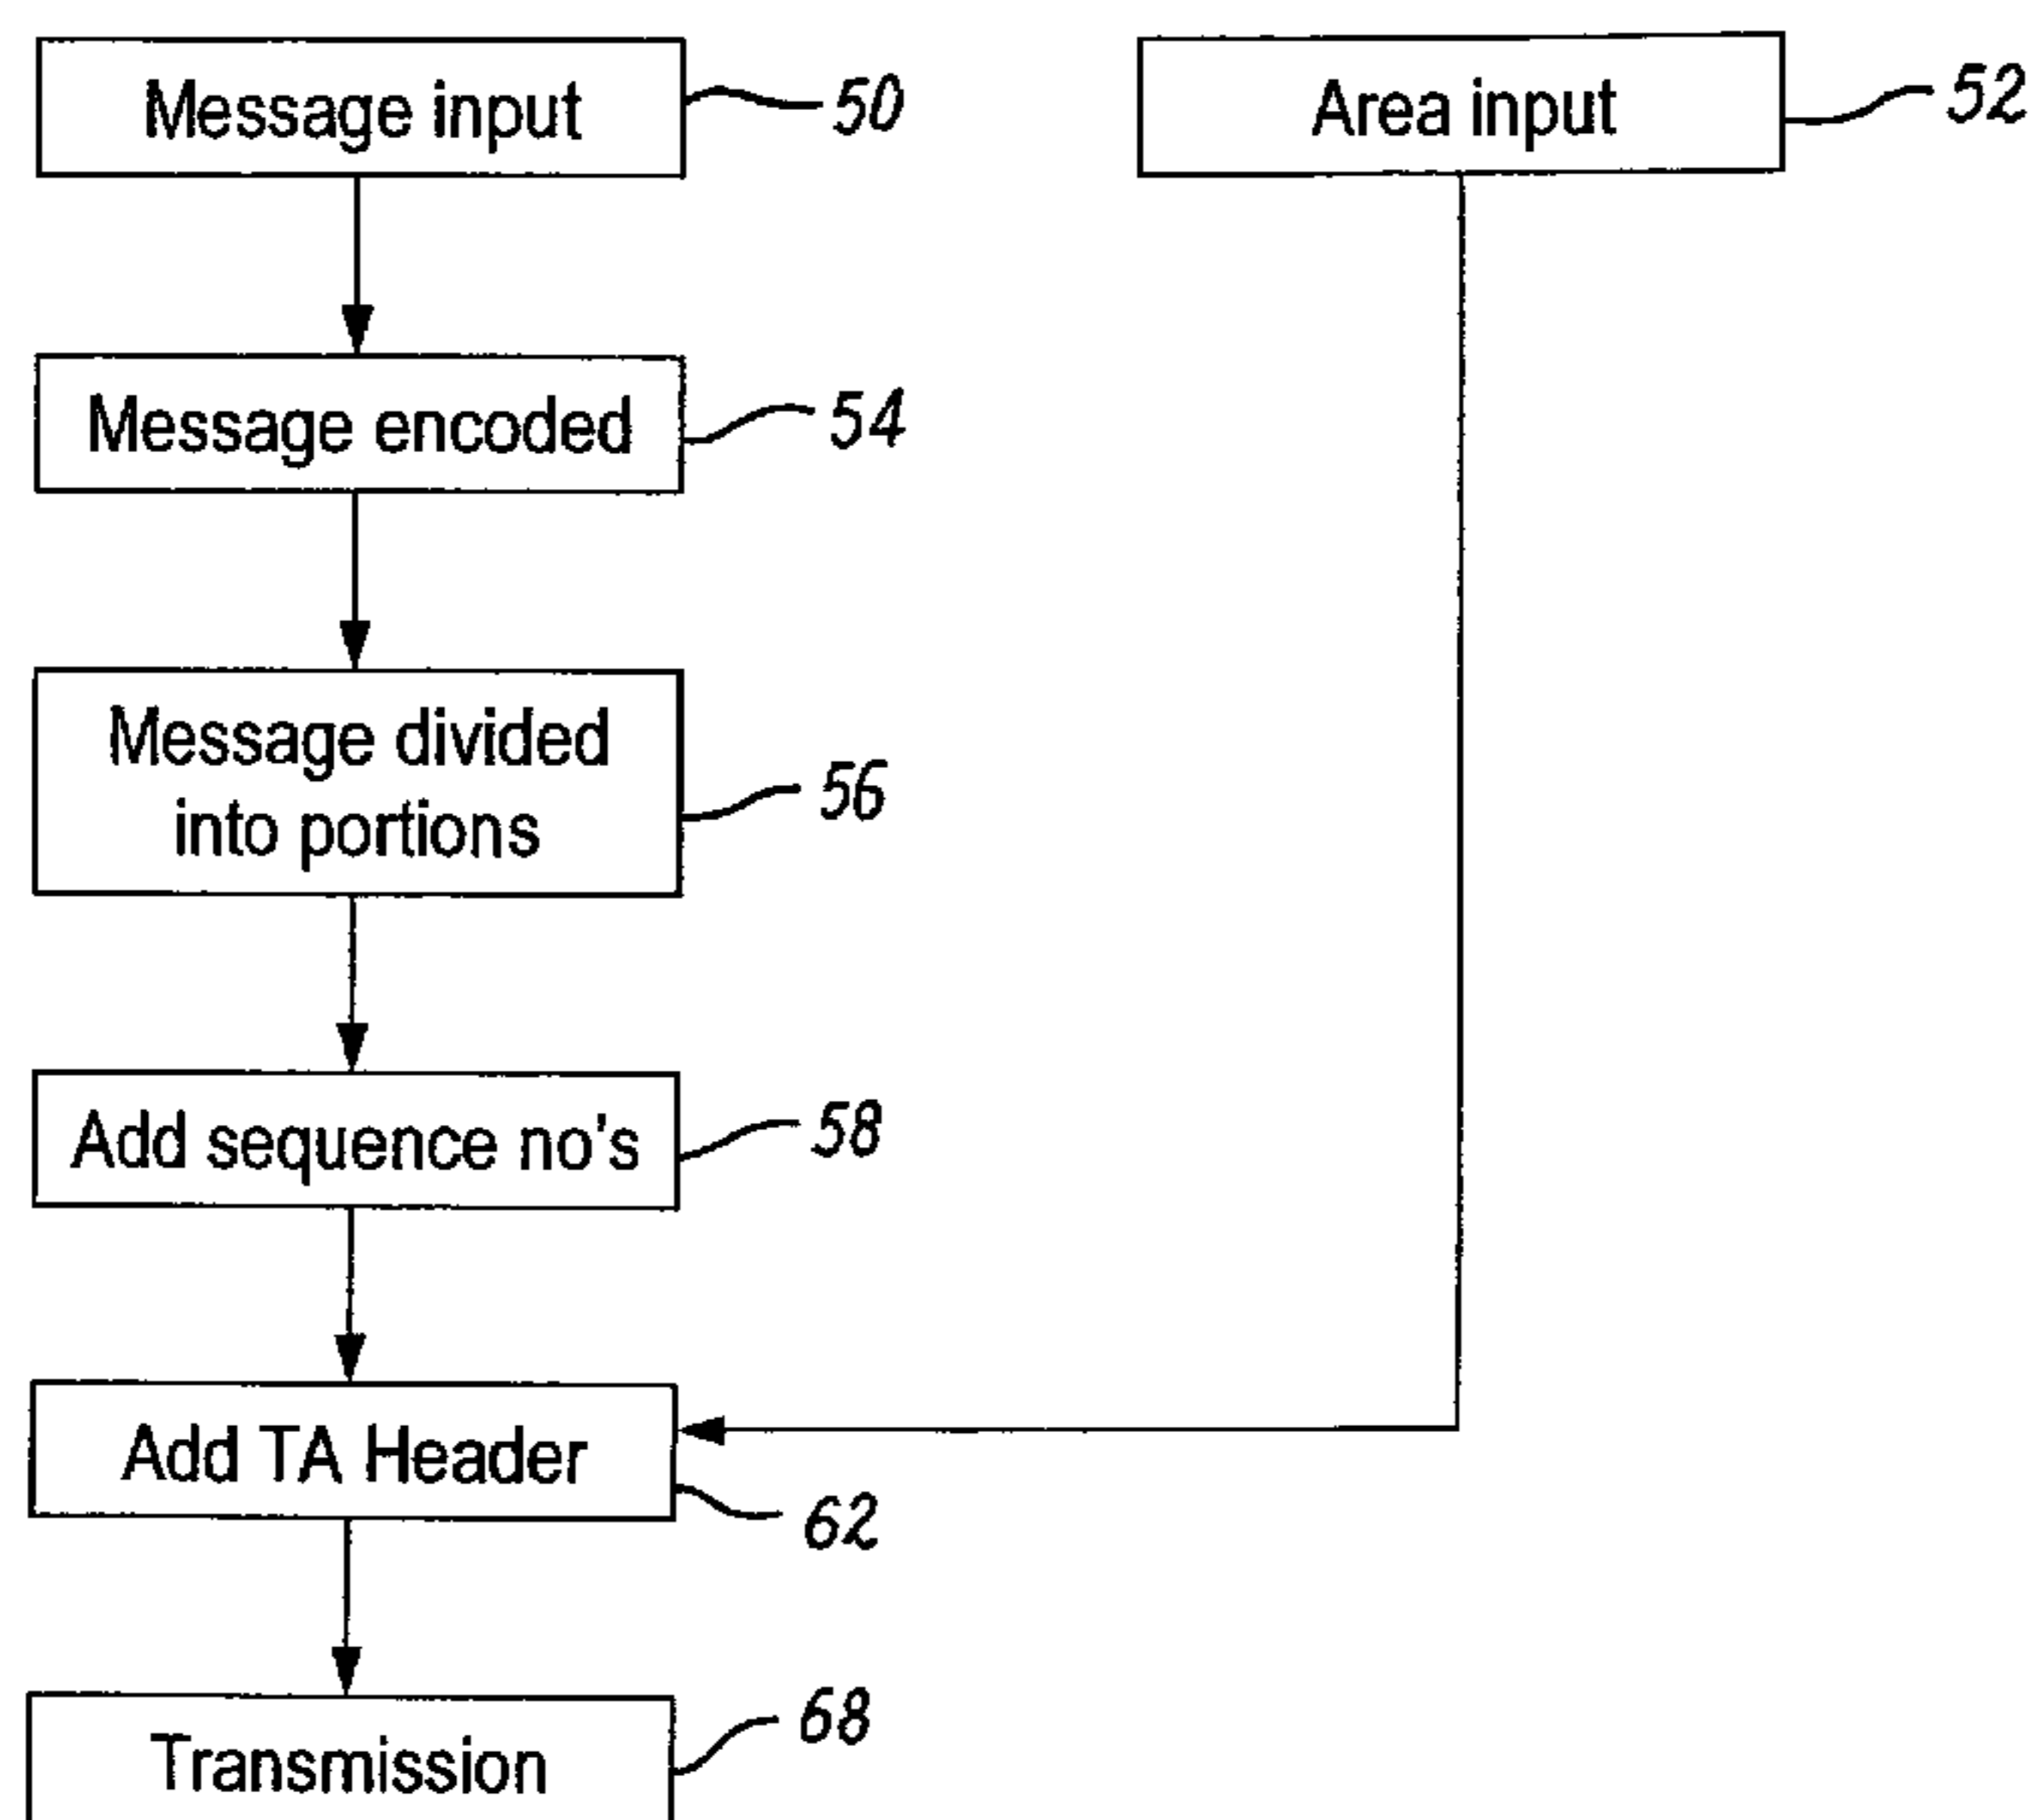 Message input
50
Area input
52
Message encoded
54
Message divided
into portions
56
Add sequence no's
58
Add TA Header
62
Transmission
68